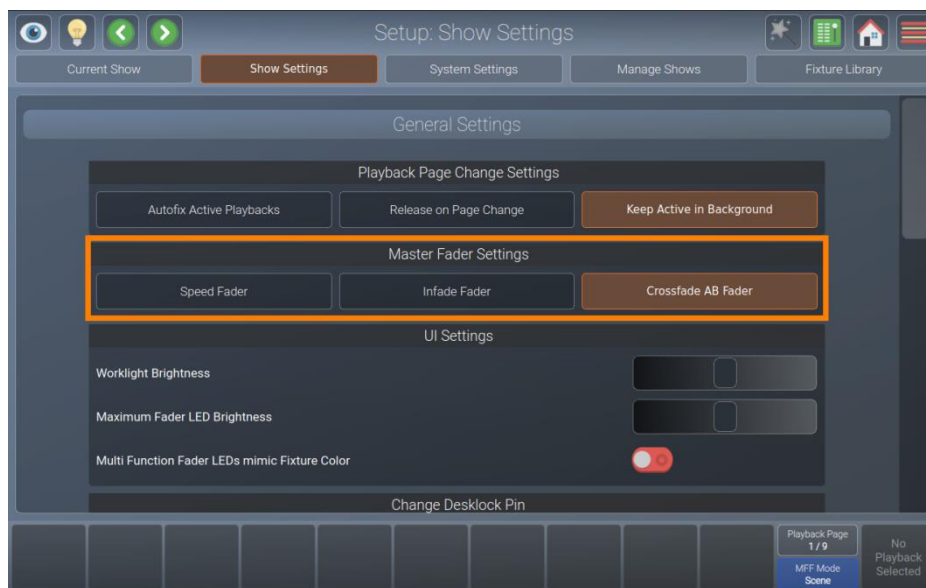 Setup: Show Settings
Current Show
Show Settings
System Settings
Manage Shows
Fixture Library
General Settings
Playback Page Change Settings
Autofix Active Playbacks
Release on Page Change
Keep Active in Background
Master Fader Settings
Speed Fader
Infade Fader
Crossfade AB Fader
UI Settings
Worklight Brightness
Maximum Fader LED Brightness
Multi Function Fader LEDs mimic Fixture Color
Change Desklock Pin
Playback Page
1 / 9
MFF Mode
Scene
No
Playback
Selected